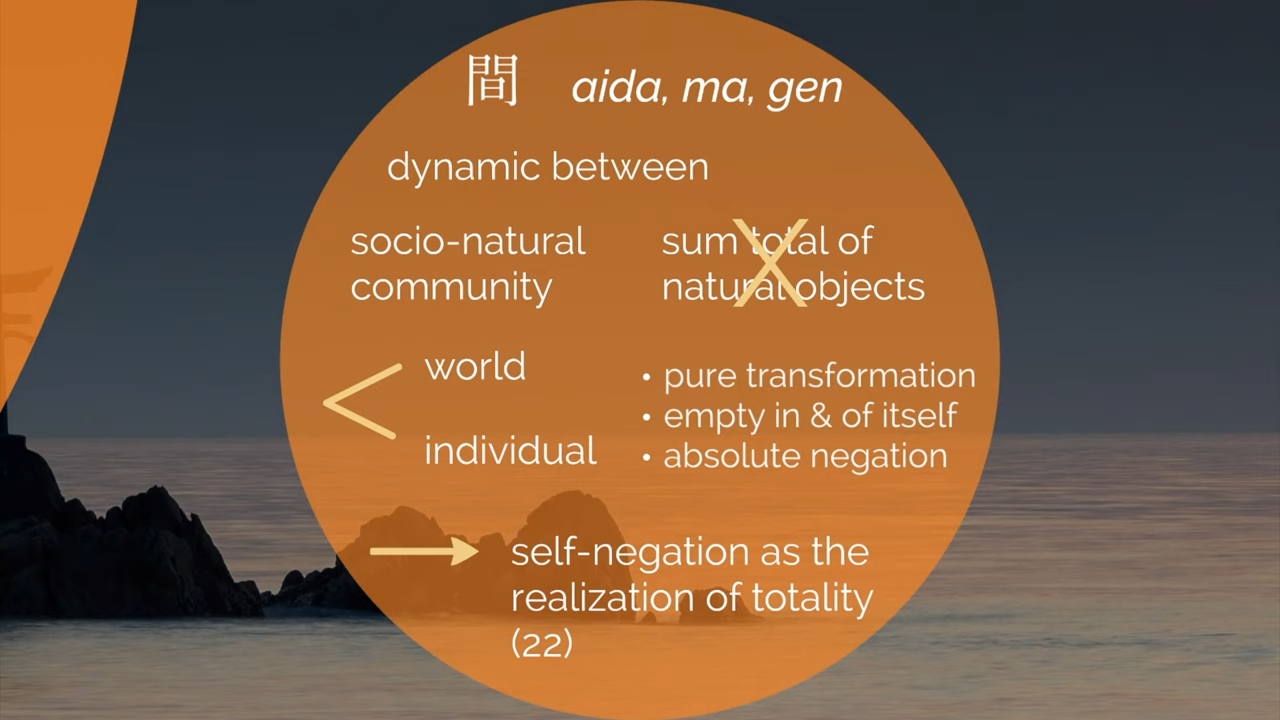 間 aida, ma, gen
dynamic between
socio-natural
community
sum total of
natural objects
world
individual
• pure transformation
• empty in & of itself
• absolute negation
self-negation as the
realization of totality
(22)